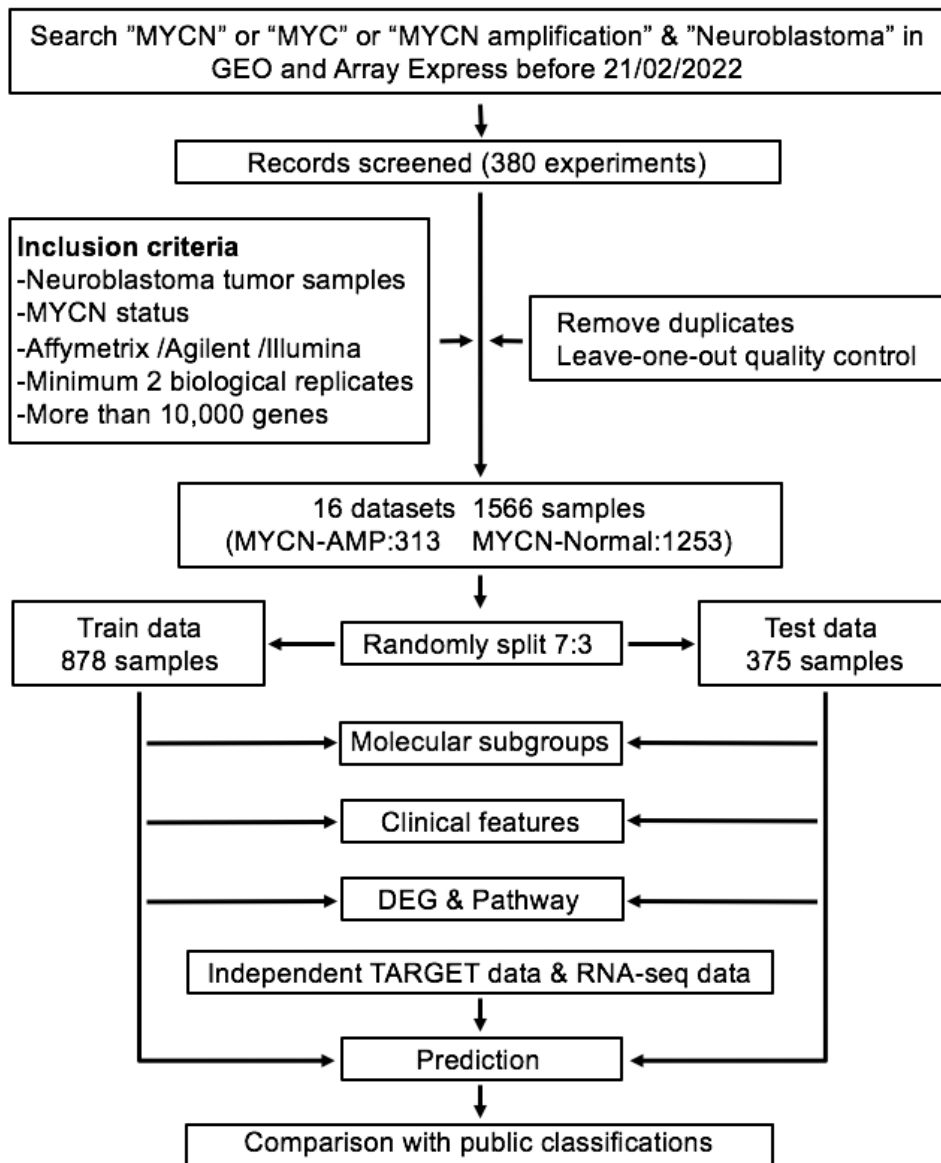 Search ”MYCN” or “MYC” or “MYCN amplification” & ”Neuroblastoma” in
GEO and Array Express before 21/02/2022
Records screened (380 experiments)
Inclusion criteria
-Neuroblastoma tumor samples
-MYCN status
-Affymetrix /Agilent /Illumina
-Minimum 2 biological replicates
-More than 10,000 genes
Remove duplicates
Leave-one-out quality control
16 datasets 1566 samples
(MYCN-AMP:313 MYCN-Normal:1253)
Train data
878 samples
Randomly split 7:3
Test data
375 samples
Molecular subgroups
Clinical features
DEG & Pathway
Independent TARGET data & RNA-seq data
Prediction
Comparison with public classifications